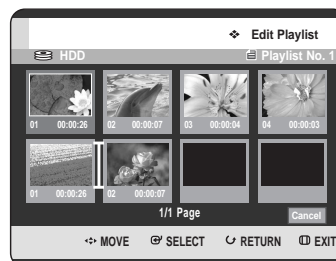 Edit Playlist
HDD Playlist No. 1
01 00:00:26 02 00:00:07 03 00:00:04 04 00:00:03
01 00:00:26 02 00:00:07
1/1 Page Cancel
MOVE SELECT RETURN EXIT